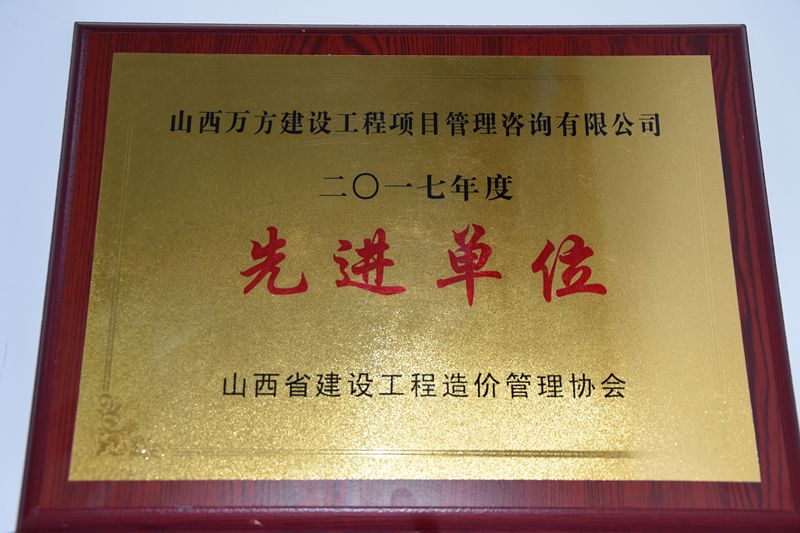 山西万方建设工程项目管理咨询有限公司
二〇一七年度
先进单位
山西省建设工程造价管理协会